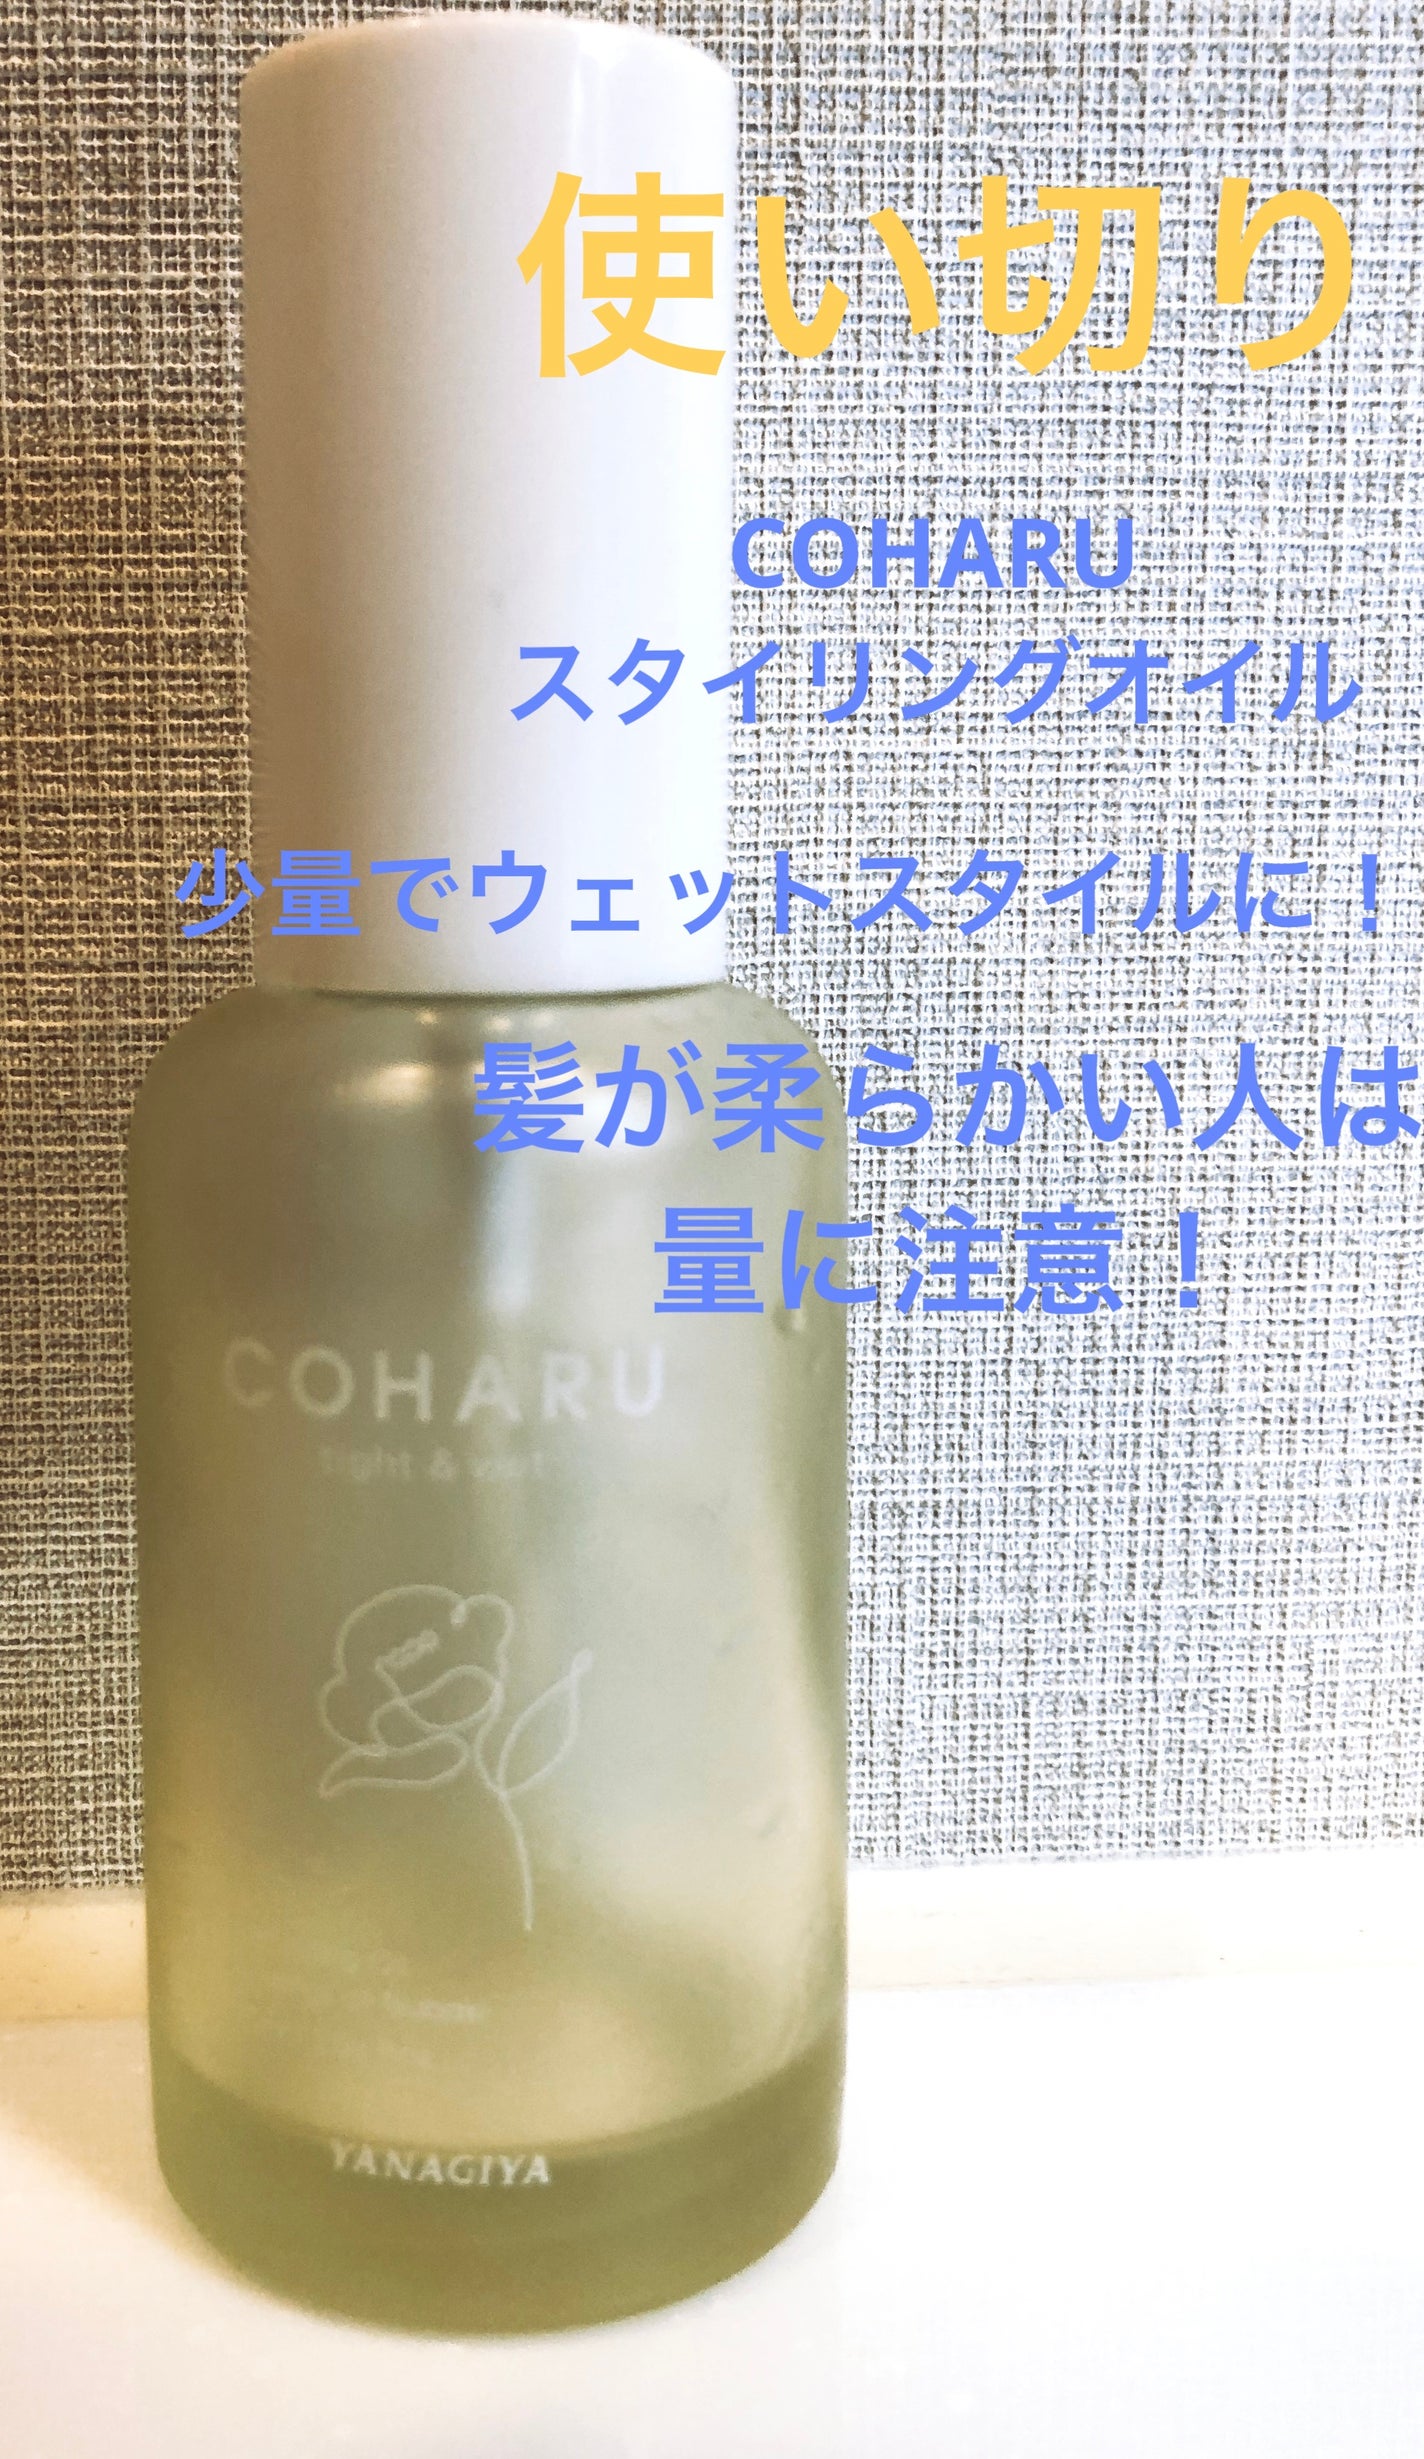 使い切り
COHARU
スタイリングオイル
少量でウェットスタイルに！
髪が柔らかい人は
量に注意！
COHARU
YANAGIYA